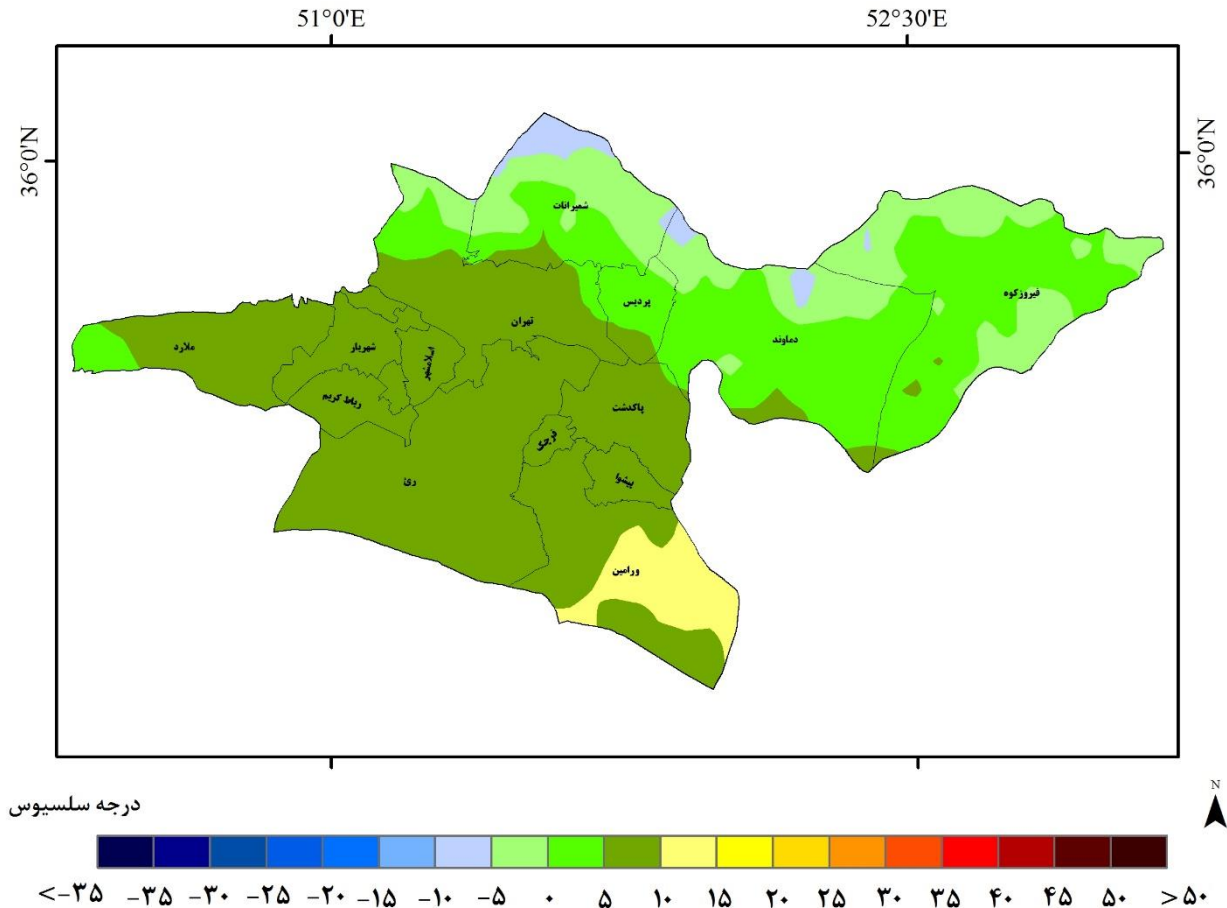 51°0'E 52°30'E
36°0'N 36°0'N
شمیرانات
فیروزکوه
پردیس
تهران
دماوند
ملارد
شهریار
اسلامشهر
رباط کریم
پاکدشت
قرچک
ری
پیشوا
ورامین
درجه سلسیوس
N
<-۳۵ -۳۵ -۳۰ -۲۵ -۲۰ -۱۵ -۱۰ -۵ ۰ ۵ ۱۰ ۱۵ ۲۰ ۲۵ ۳۰ ۳۵ ۴۰ ۴۵ ۵۰ >۵۰